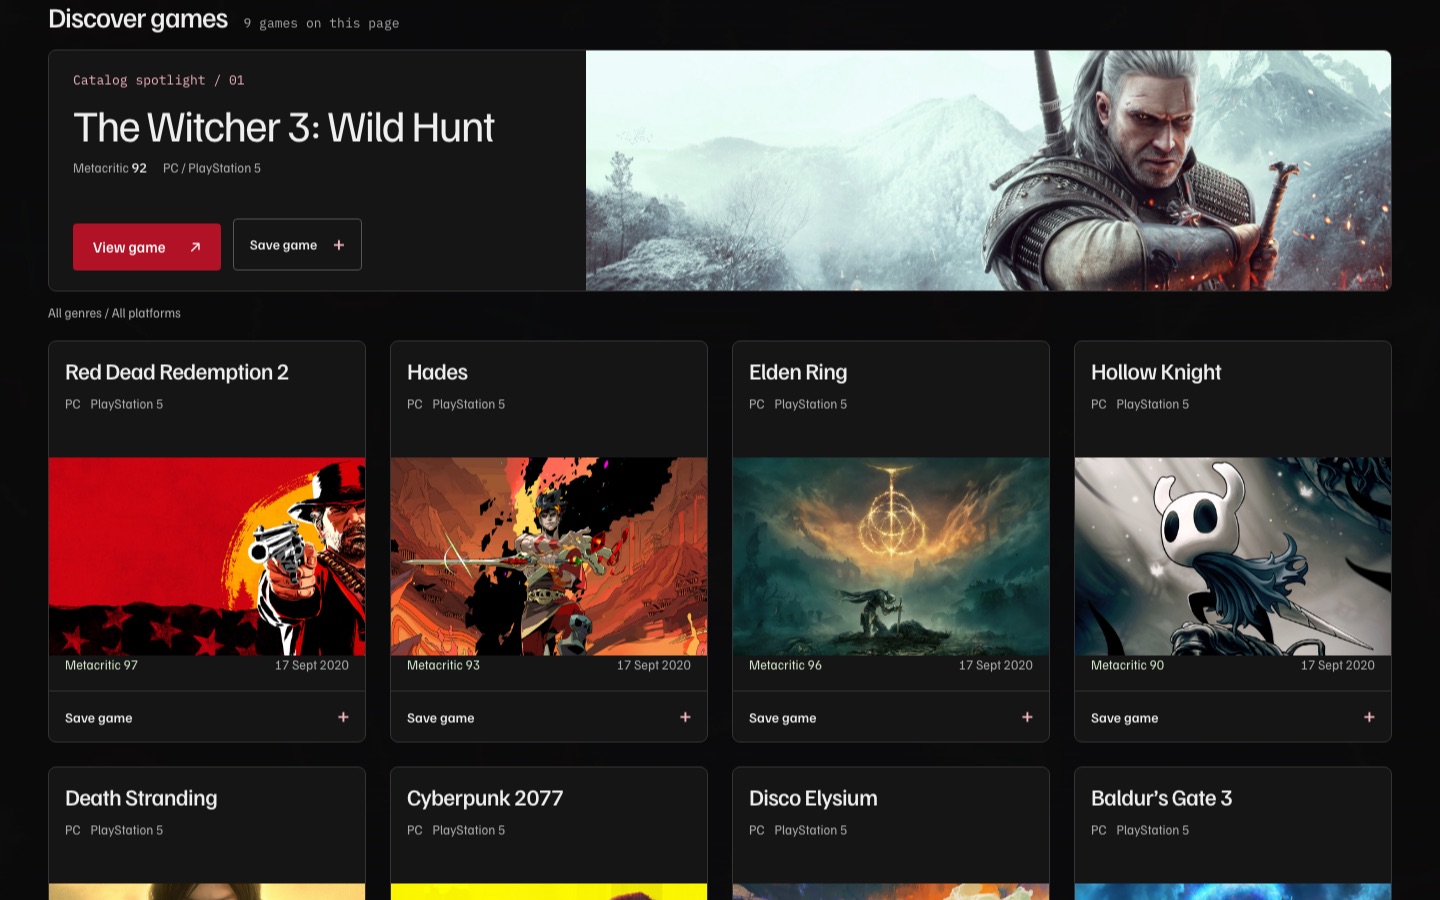 Discover games 9 games on this page
Catalog spotlight / 01
The Witcher 3: Wild Hunt
Metacritic 92 PC / PlayStation 5
View game ↗ Save game +
All genres / All platforms
Red Dead Redemption 2
PC PlayStation 5
Metacritic 97 17 Sept 2020
Save game +
Hades
PC PlayStation 5
Metacritic 93 17 Sept 2020
Save game +
Elden Ring
PC PlayStation 5
Metacritic 96 17 Sept 2020
Save game +
Hollow Knight
PC PlayStation 5
Metacritic 90 17 Sept 2020
Save game +
Death Stranding
PC PlayStation 5
Cyberpunk 2077
PC PlayStation 5
Disco Elysium
PC PlayStation 5
Baldur’s Gate 3
PC PlayStation 5